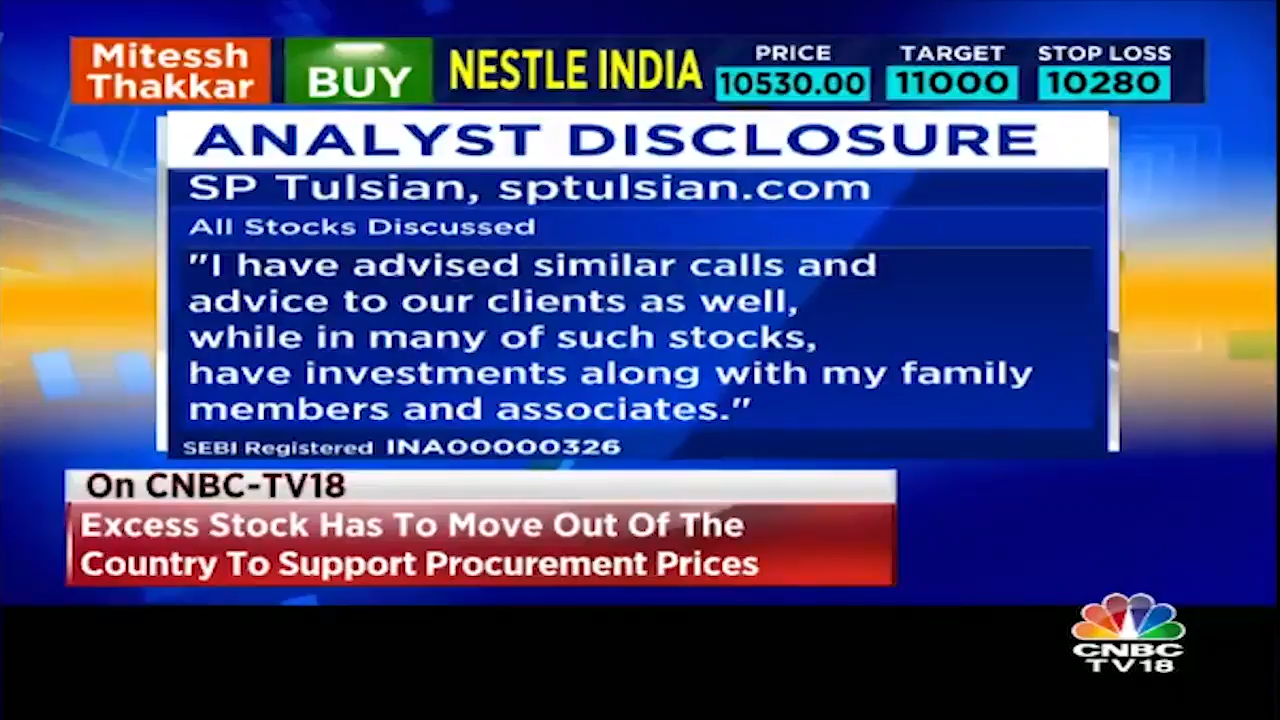 Mitessh
Thakkar
BUY
NESTLE INDIA
PRICE
10530.00
TARGET
11000
STOP LOSS
10280
ANALYST DISCLOSURE
SP Tulsian, sptulsian.com
All Stocks Discussed
"I have advised similar calls and
advice to our clients as well,
while in many of such stocks,
have investments along with my family
members and associates."
SEBI Registered INA00000326
On CNBC-TV18
Excess Stock Has To Move Out Of The
Country To Support Procurement Prices
CNBC
TV18